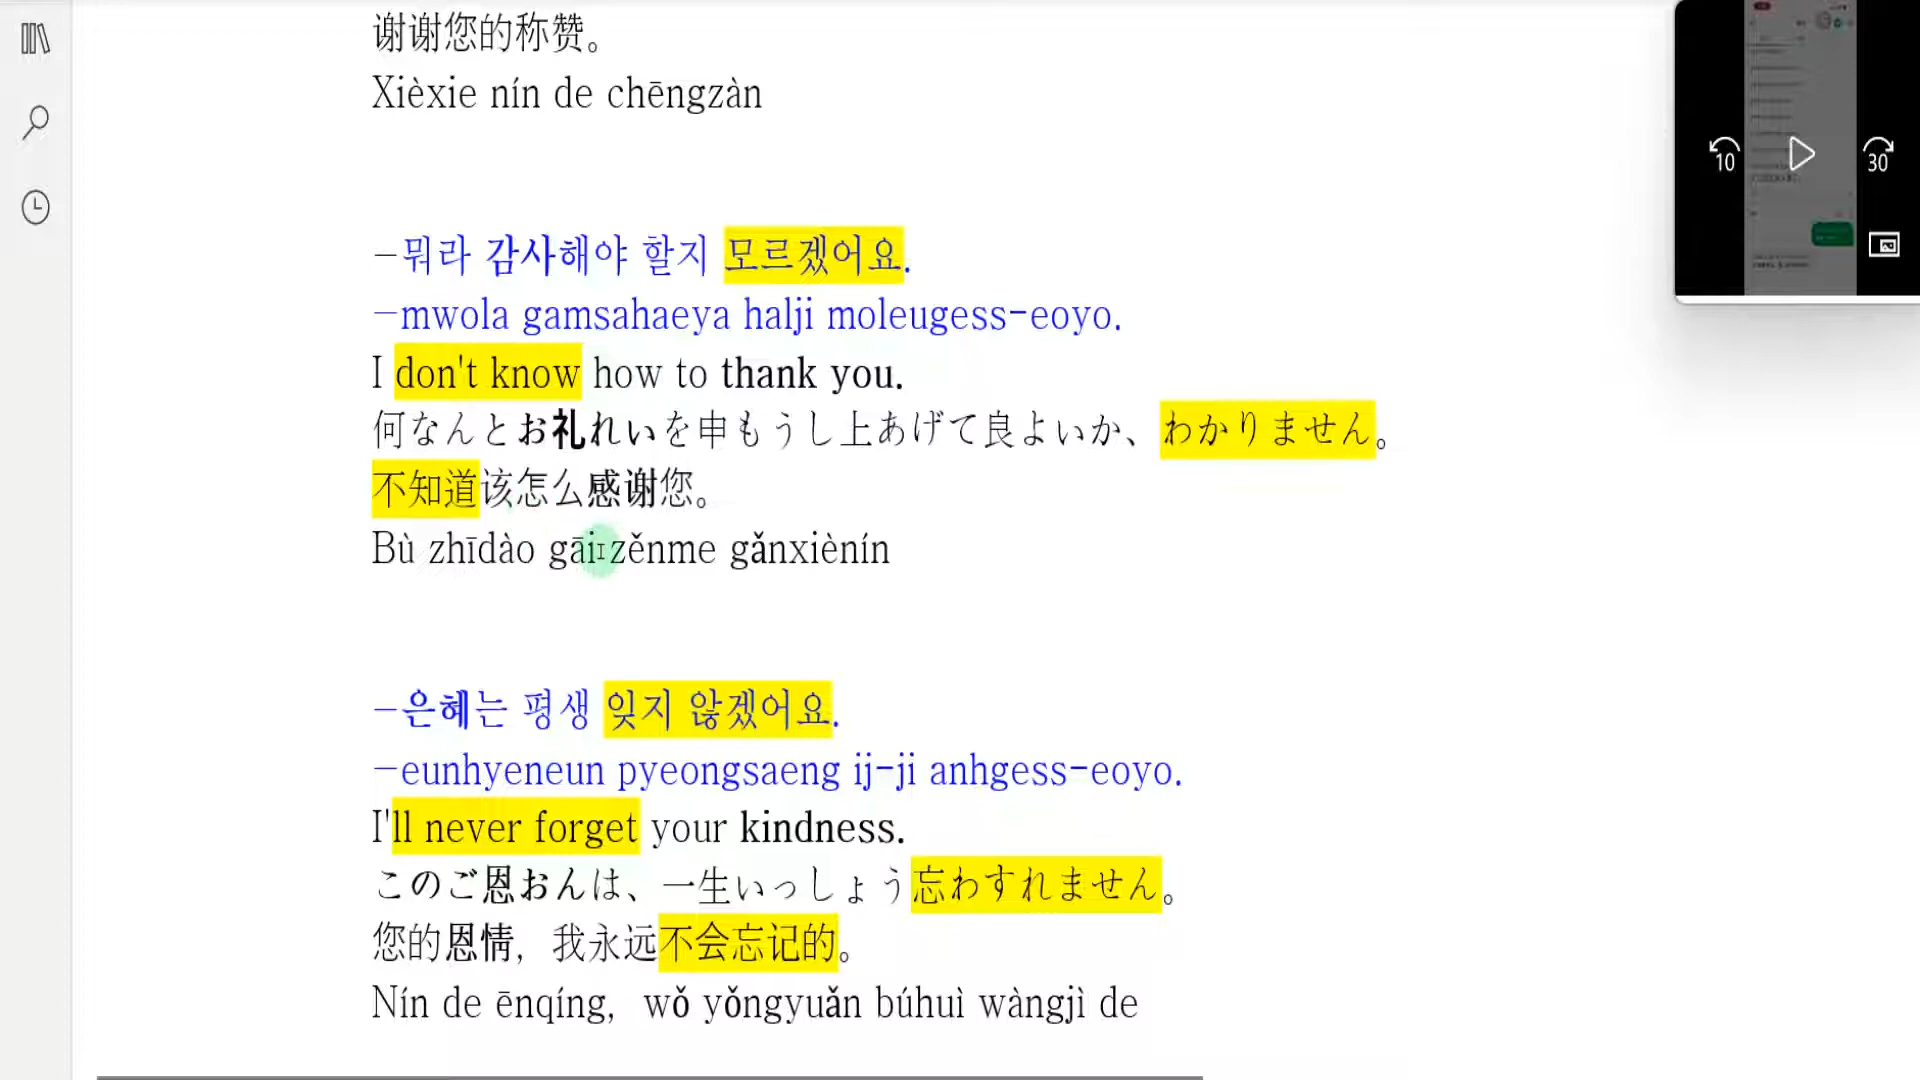 谢谢您的称赞。
Xièxie nín de chēngzàn
-뭐라 감사해야 할지 모르겠어요.
-mwola gamsahaeya halji moleugess-eoyo.
I don't know how to thank you.
何なんとお礼れいを申もうし上あげて良よいか、わかりません。
不知道该怎么感谢您。
Bù zhīdào gāi zěnme gǎnxiènín
-은혜는 평생 잊지 않겠어요.
-eunhyeneun pyeongsaeng ij-ji anhgess-eoyo.
I'll never forget your kindness.
このご恩おんは、一生いっしょう忘わすれません。
您的恩情，我永远不会忘记的。
Nín de ēnqíng, wǒ yǒngyuǎn búhuì wàngjì de
10
30